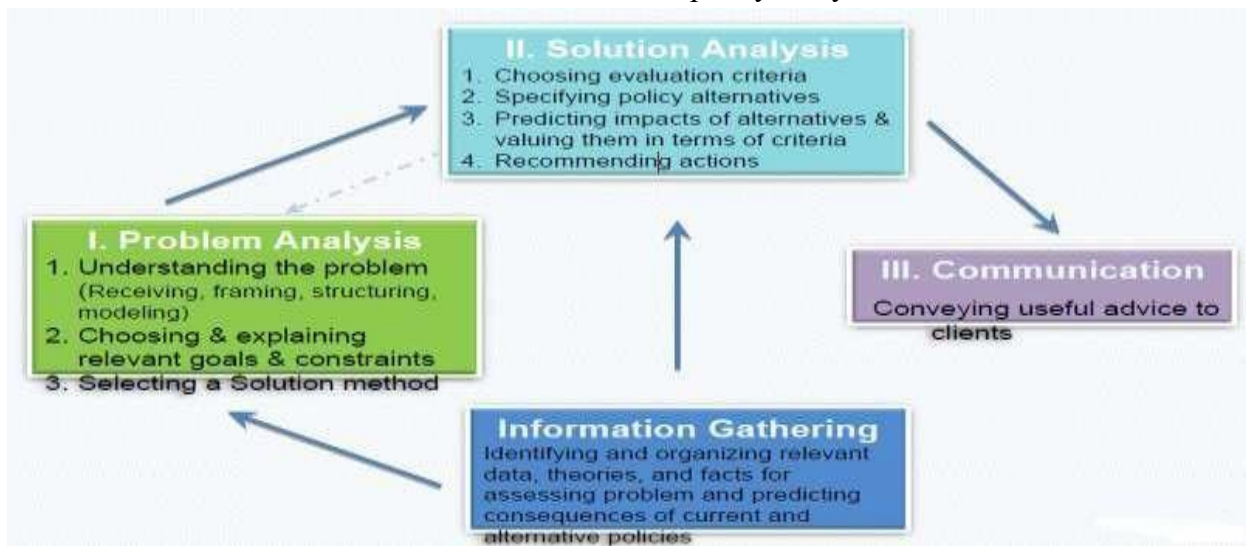 II. Solution Analysis
1. Choosing evaluation criteria
2. Specifying policy alternatives
3. Predicting impacts of alternatives &
valuing them in terms of criteria
4. Recommending actions
I. Problem Analysis
1. Understanding the problem
(Receiving, framing, structuring,
modeling)
2. Choosing & explaining
relevant goals & constraints
3. Selecting a Solution method
III. Communication
Conveying useful advice to
clients
Information Gathering
Identifying and organizing relevant
data, theories, and facts for
assessing problem and predicting
consequences of current and
alternative policies